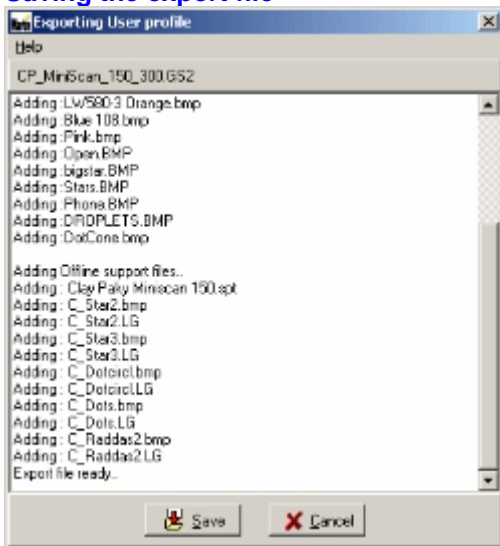 Saving the export file
Exporting User profile
Help
CP_MiniScan_150_300.GS2
Adding :LW580-3 Orange.bmp
Adding :Blue 108.bmp
Adding :Pink.bmp
Adding :Open.BMP
Adding :bigstar.BMP
Adding :Stars.BMP
Adding :Phone.BMP
Adding :DROPLETS.BMP
Adding :DotCone.bmp
Adding Offline support files..
Adding : Clay Paky Miniscan 150.spt
Adding : C_Star2.bmp
Adding : C_Star2.LG
Adding : C_Star3.bmp
Adding : C_Star3.LG
Adding : C_Dotcircl.bmp
Adding : C_Dotcircl.LG
Adding : C_Dots.bmp
Adding : C_Dots.LG
Adding : C_Raddas2.bmp
Adding : C_Raddas2.LG
Export file ready..
Save Cancel